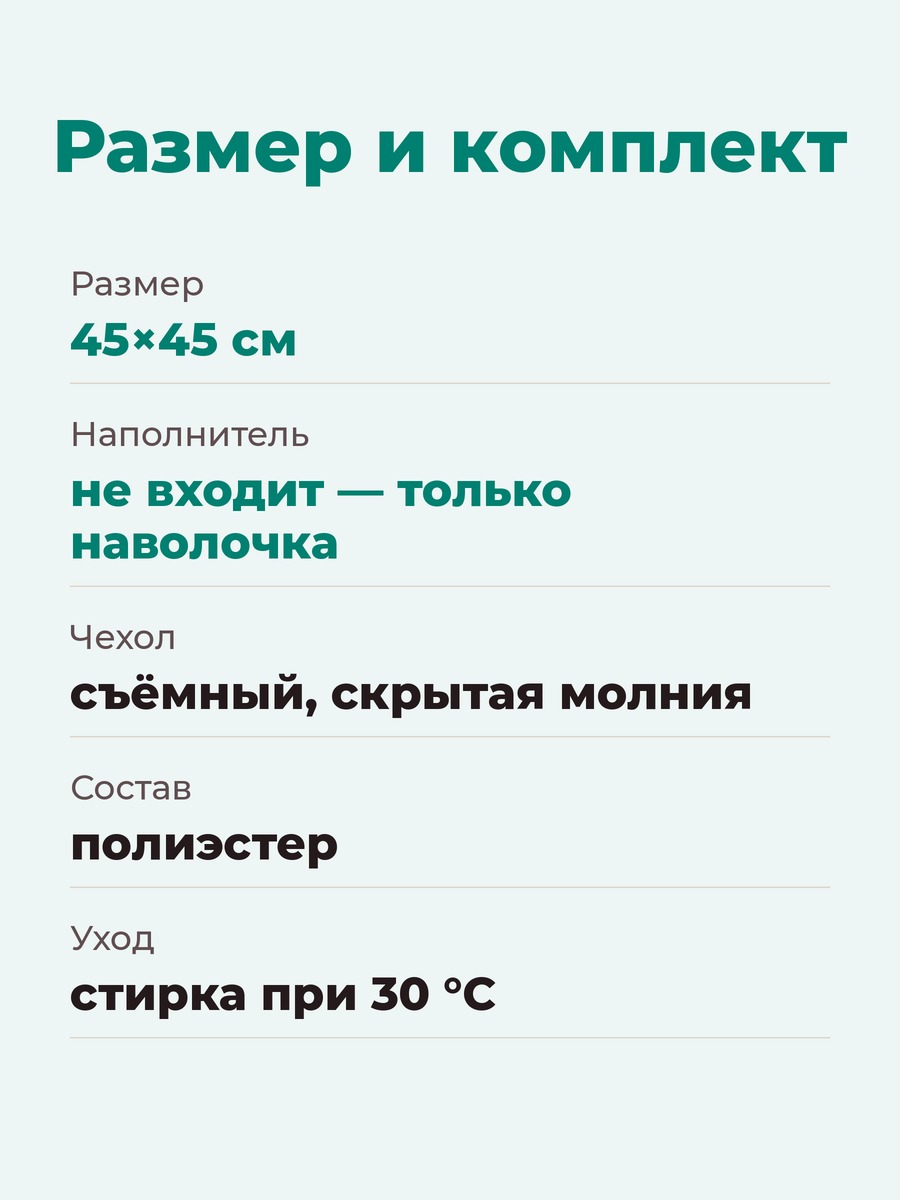 Размер и комплект
Размер
45×45 см
Наполнитель
не входит — только
наволочка
Чехол
съёмный, скрытая молния
Состав
полиэстер
Уход
стирка при 30 °C